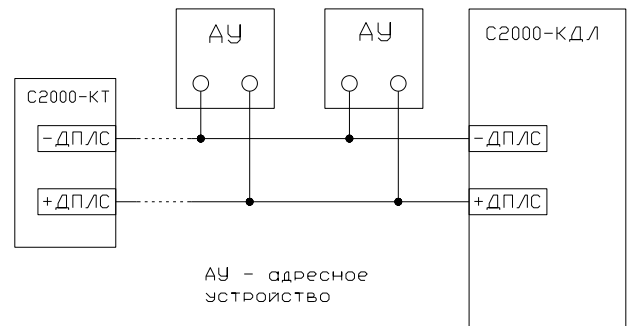 АУ
АУ
С2000-КДЛ
С2000-КТ
-ДПЛС
-ДПЛС
+ДПЛС
+ДПЛС
АУ - адресное
устройство